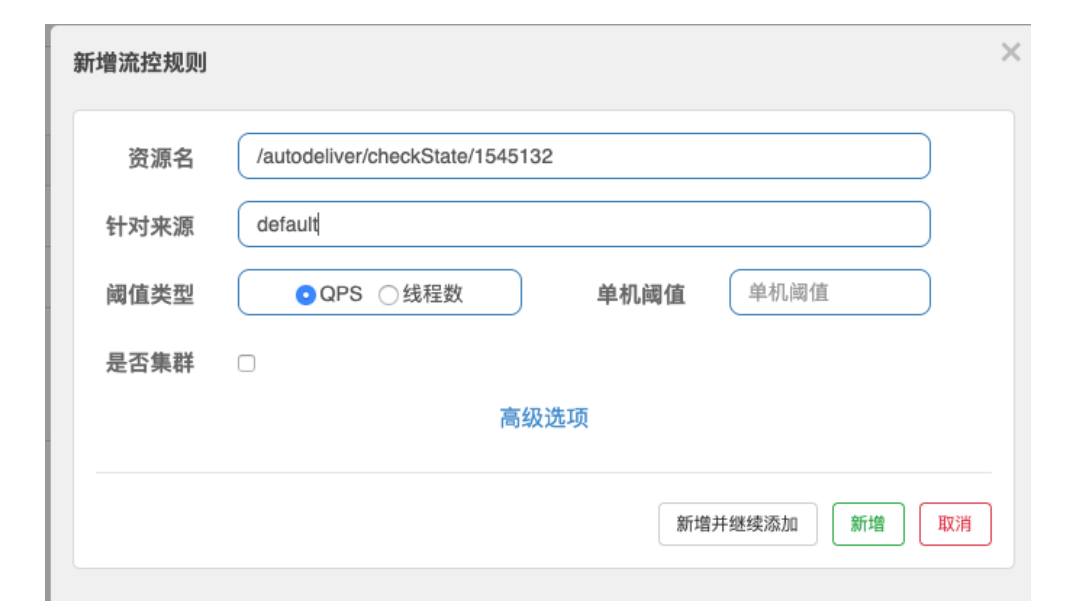 新增流控规则 ×
资源名 /autodeliver/checkState/1545132
针对来源 default
阈值类型 QPS 线程数 单机阈值 单机阈值
是否集群
高级选项
新增并继续添加 新增 取消